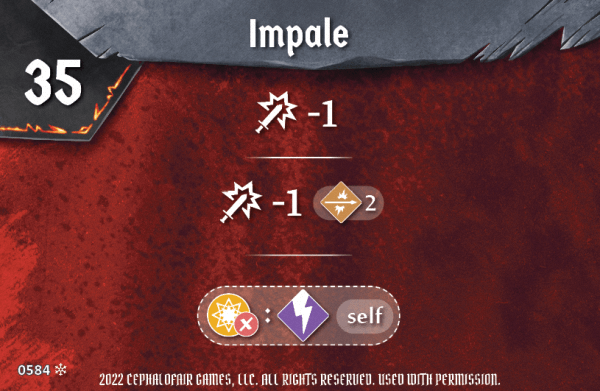 Impale
35
-1
-1 2
: self
0584
2022 CEPHALOFAIR GAMES, LLC. ALL RIGHTS RESERVED. USED WITH PERMISSION.